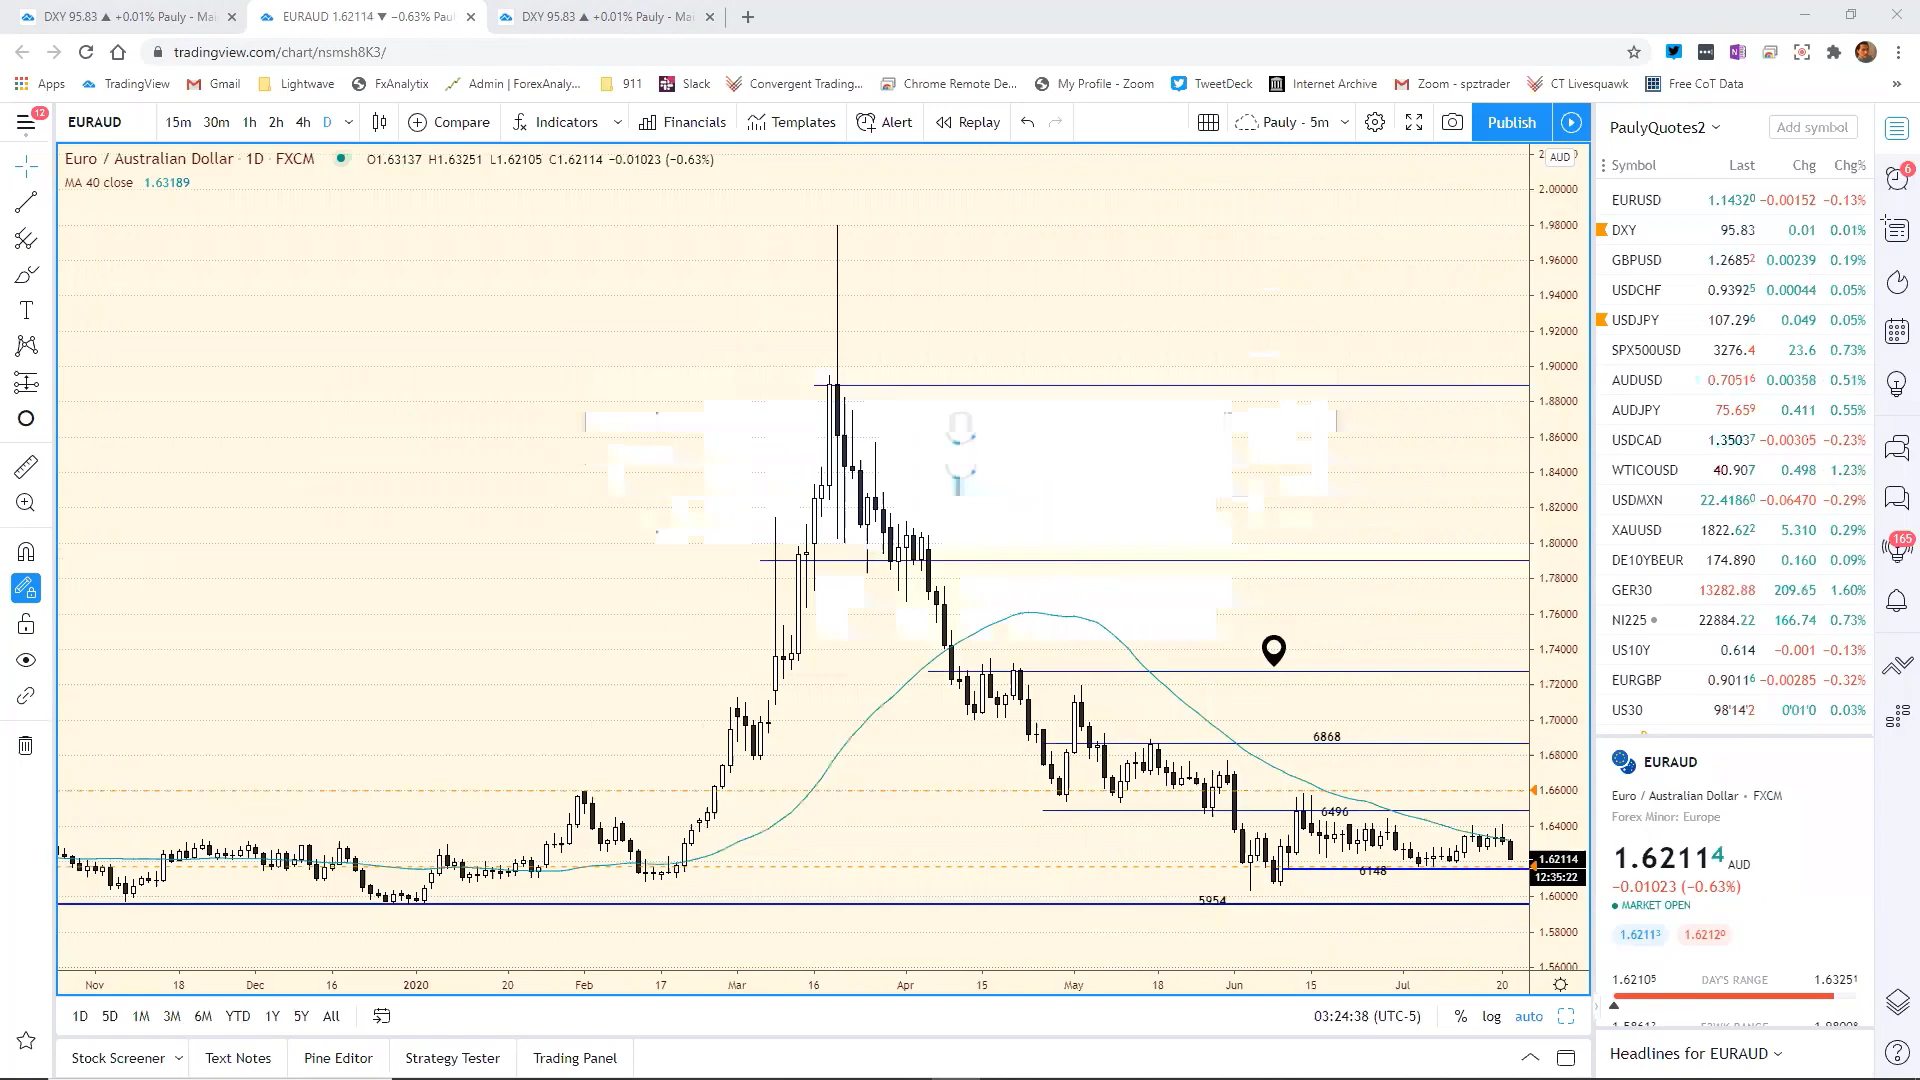 DXY 95.83 ▲ +0.01% Pauly - Mai
EURAUD 1.62114 ▼ −0.63% Paul
DXY 95.83 ▲ +0.01% Pauly - Mai
tradingview.com/chart/nsmsh8K3/
Apps TradingView Gmail Lightwave FxAnalytix Admin | ForexAnaly... 911 Slack Convergent Trading... Chrome Remote De... My Profile - Zoom TweetDeck Internet Archive Zoom - spztrader CT Livesquawk Free CoT Data »
12
EURAUD 15m 30m 1h 2h 4h D Compare Indicators Financials Templates Alert Replay Pauly - 5m Publish
Euro / Australian Dollar · 1D · FXCM O1.63137 H1.63251 L1.62105 C1.62114 −0.01023 (−0.63%)
MA 40 close 1.63189
AUD
2.00000
1.98000
1.96000
1.94000
1.92000
1.90000
1.88000
1.86000
1.84000
1.82000
1.80000
1.78000
1.76000
1.74000
1.72000
1.70000
1.68000
1.66000
1.64000
1.62114
12:35:22
1.60000
1.58000
1.56000
6868
6496
6148
5954
Nov 18 Dec 16 2020 20 Feb 17 Mar 16 Apr 15 May 18 Jun 15 Jul 20
1D 5D 1M 3M 6M YTD 1Y 5Y All 03:24:38 (UTC-5) % log auto
Stock Screener Text Notes Pine Editor Strategy Tester Trading Panel
PaulyQuotes2 Add symbol
Symbol Last Chg Chg%
EURUSD 1.14320 −0.00152 −0.13%
DXY 95.83 0.01 0.01%
GBPUSD 1.26852 0.00239 0.19%
USDCHF 0.93925 0.00044 0.05%
USDJPY 107.296 0.049 0.05%
SPX500USD 3276.4 23.6 0.73%
AUDUSD 0.70516 0.00358 0.51%
AUDJPY 75.659 0.411 0.55%
USDCAD 1.35037 −0.00305 −0.23%
WTICOUSD 40.907 0.498 1.23%
USDMXN 22.41860 −0.06470 −0.29%
XAUUSD 1822.622 5.310 0.29%
DE10YBEUR 174.890 0.160 0.09%
GER30 13282.88 209.65 1.60%
NI225 22884.22 166.74 0.73%
US10Y 0.614 −0.001 −0.13%
EURGBP 0.90116 −0.00285 −0.32%
US30 98'14'2 0'01'0 0.03%
EURAUD
Euro / Australian Dollar • FXCM
Forex Minor: Europe
1.62114 AUD
−0.01023 (−0.63%)
MARKET OPEN
1.62113 1.62120
1.62105 DAY'S RANGE 1.63251
Headlines for EURAUD
6
165